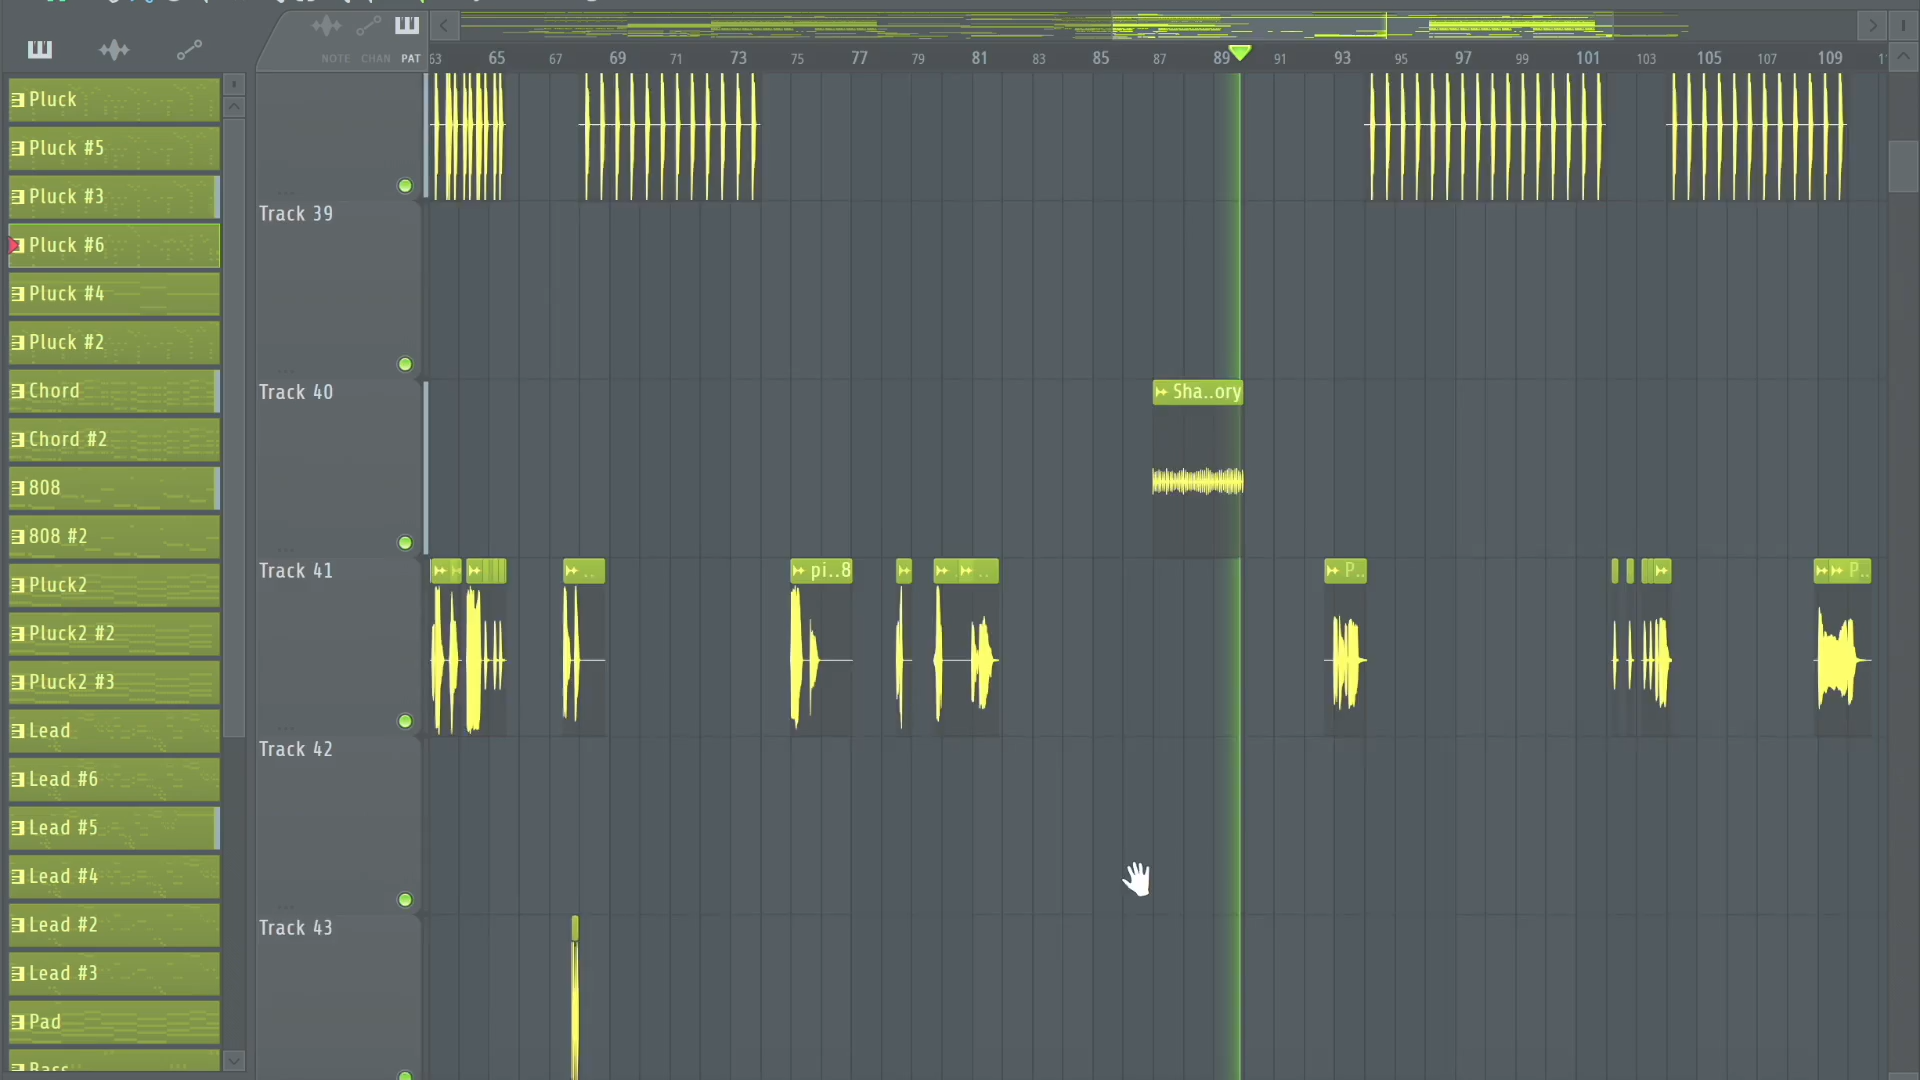 NOTE CHAN PAT
63 65 67 69 71 73 75 77 79 81 83 85 87 89 91 93 95 97 99 101 103 105 107 109
Pluck
Pluck #5
Pluck #3
Pluck #6
Pluck #4
Pluck #2
Chord
Chord #2
808
808 #2
Pluck2
Pluck2 #2
Pluck2 #3
Lead
Lead #6
Lead #5
Lead #4
Lead #2
Lead #3
Pad
Bass
Track 39
Track 40
Sha..ory
Track 41
..
pi..8
..
P..
P..
Track 42
Track 43